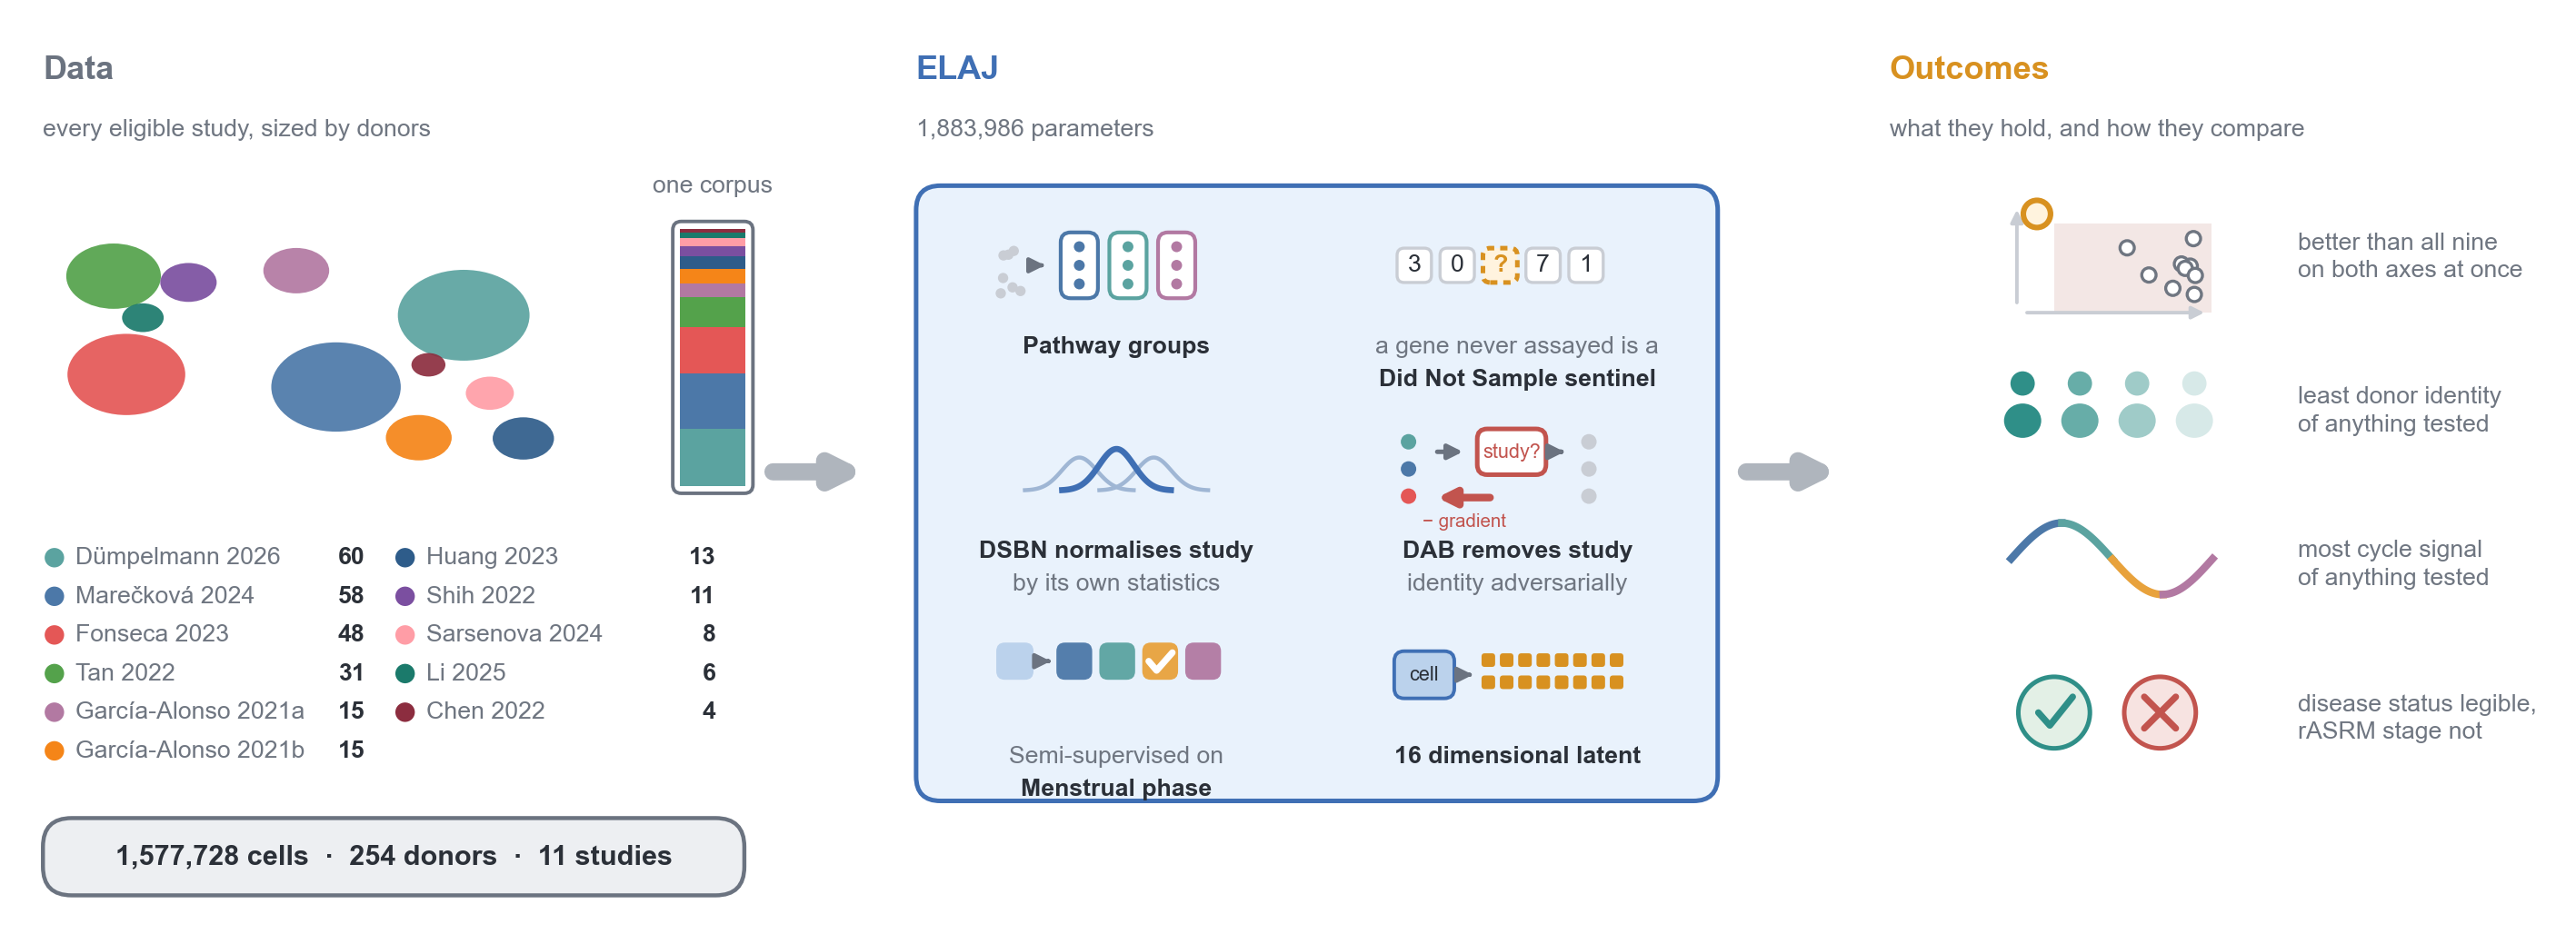 Data
every eligible study, sized by donors
one corpus
Dümpelmann 2026 60
Marečková 2024 58
Fonseca 2023 48
Tan 2022 31
García-Alonso 2021a 15
García-Alonso 2021b 15
Huang 2023 13
Shih 2022 11
Sarsenova 2024 8
Li 2025 6
Chen 2022 4
1,577,728 cells · 254 donors · 11 studies
ELAJ
1,883,986 parameters
Pathway groups
3 0 ? 7 1
a gene never assayed is a
Did Not Sample sentinel
DSBN normalises study
by its own statistics
study?
− gradient
DAB removes study
identity adversarially
Semi-supervised on
Menstrual phase
cell
16 dimensional latent
Outcomes
what they hold, and how they compare
better than all nine
on both axes at once
least donor identity
of anything tested
most cycle signal
of anything tested
disease status legible,
rASRM stage not